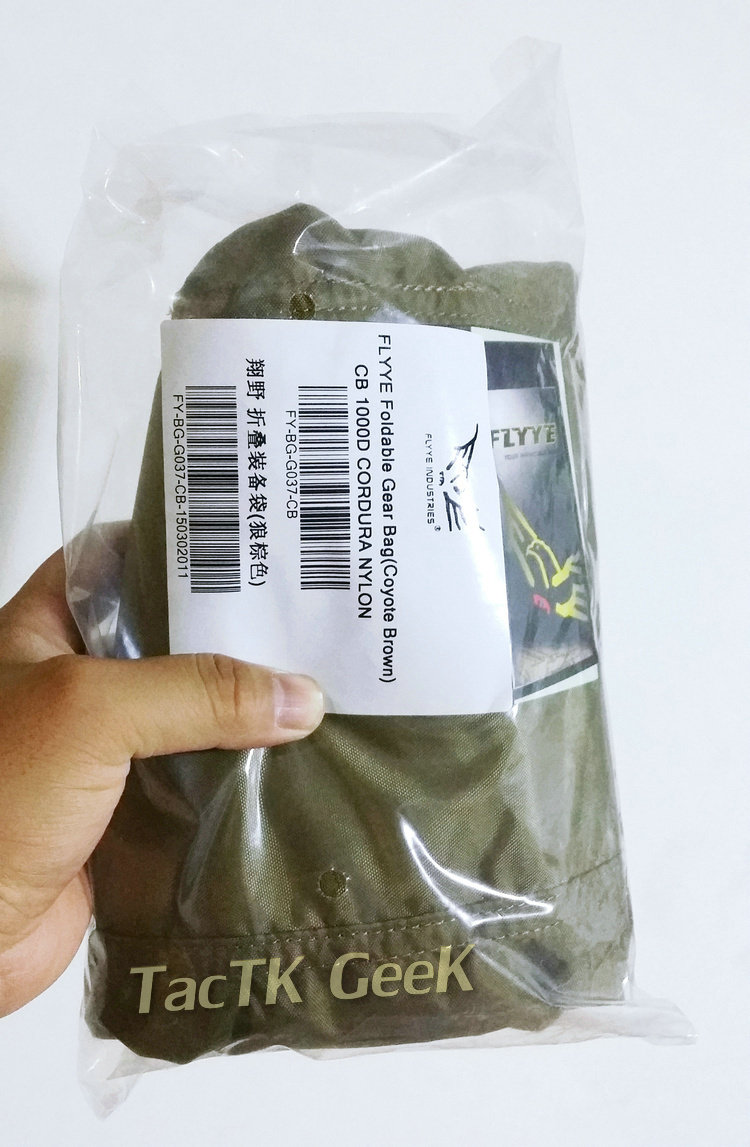 FLYYE INDUSTRIES®
FLYYE Foldable Gear Bag(Coyote Brown)
CB 1000D CORDURA NYLON
FY-BG-G037-CB
翔野 折叠装备袋(狼棕色)
FY-BG-G037-CB-150302011
FLYYE
TacTK GeeK